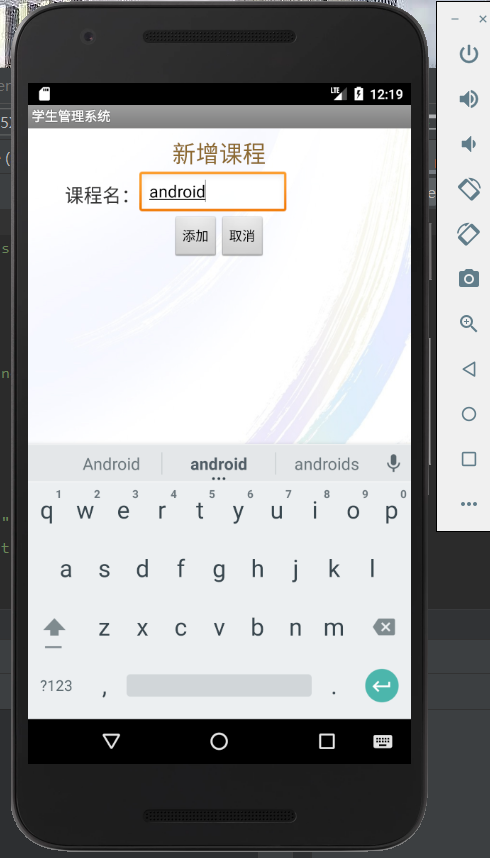 LTE 12:19
学生管理系统
新增课程
课程名： android
添加 取消
Android android androids
1 2 3 4 5 6 7 8 9 0
q w e r t y u i o p
a s d f g h j k l
z x c v b n m
?123 , .